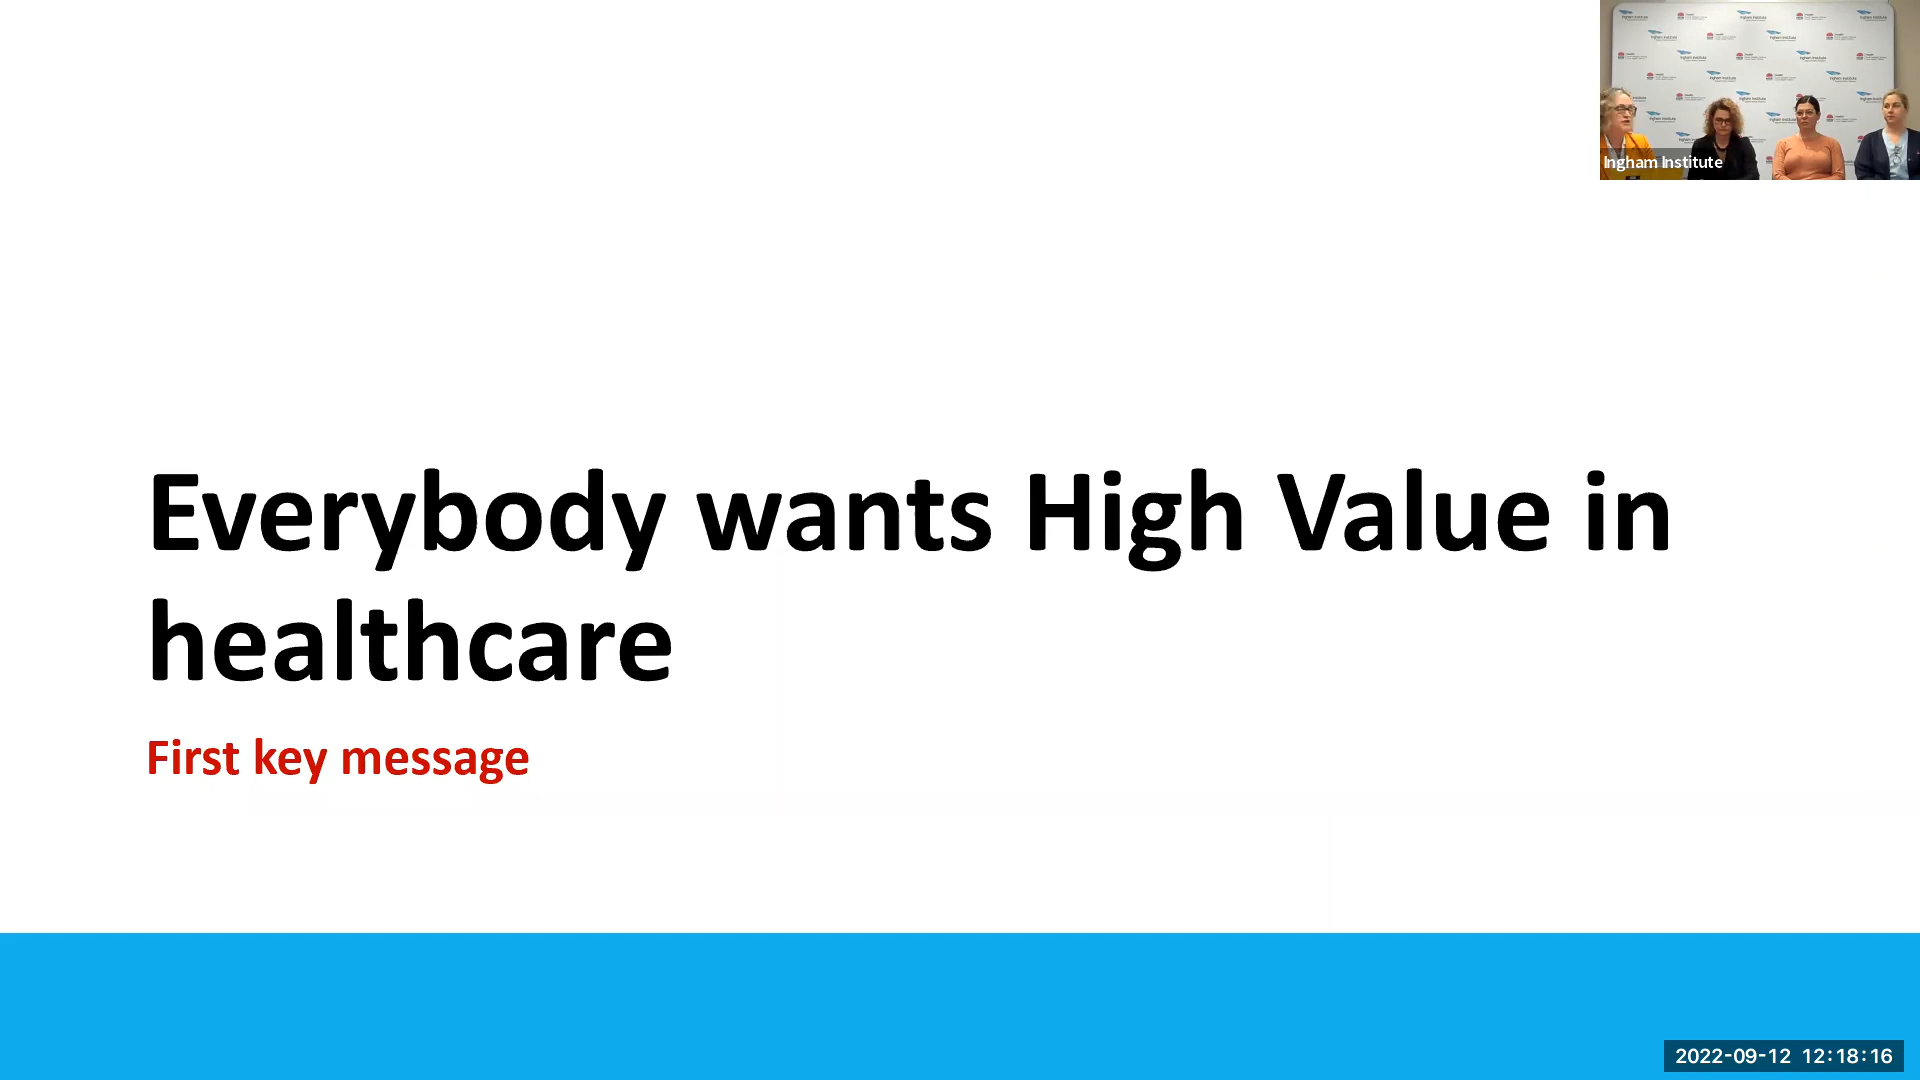 Ingham Institute
Everybody wants High Value in
healthcare
First key message
2022-09-12 12:18:16